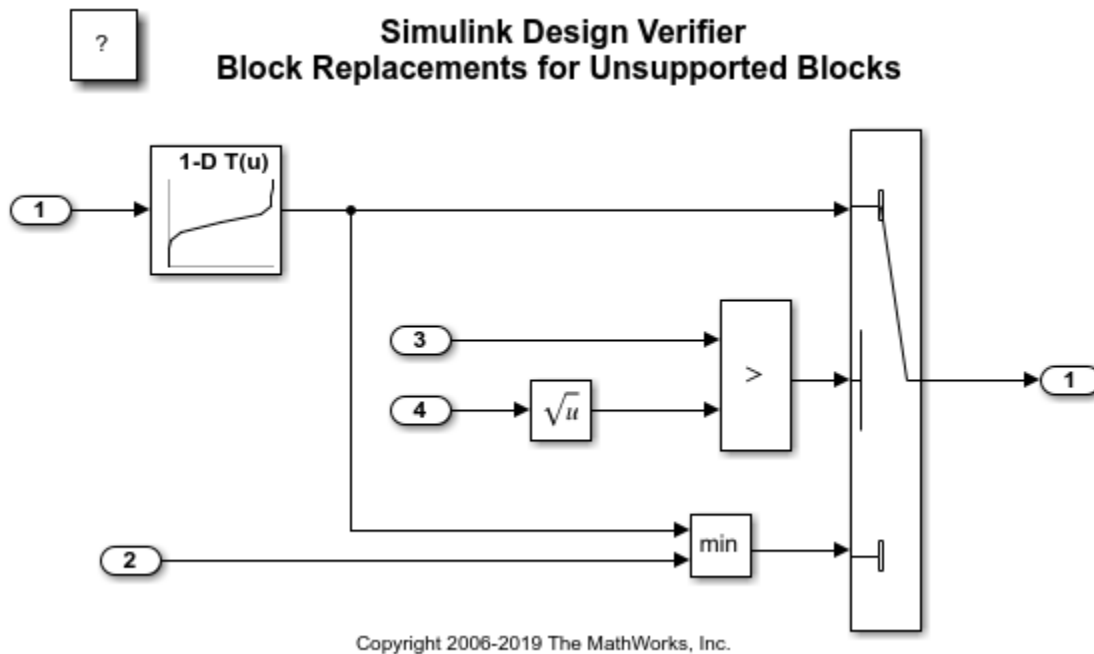 ?
Simulink Design Verifier
Block Replacements for Unsupported Blocks
1-D T(u)
1
3
>
4
√u
1
min
2
Copyright 2006-2019 The MathWorks, Inc.